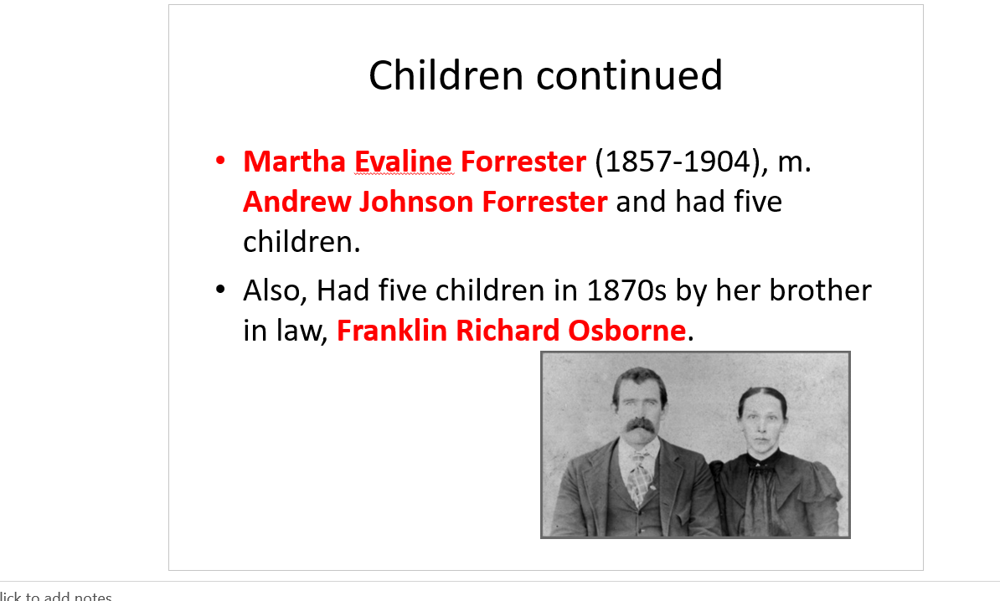 Children continued
• Martha Evaline Forrester (1857-1904), m.
Andrew Johnson Forrester and had five
children.
• Also, Had five children in 1870s by her brother
in law, Franklin Richard Osborne.
lick to add notes